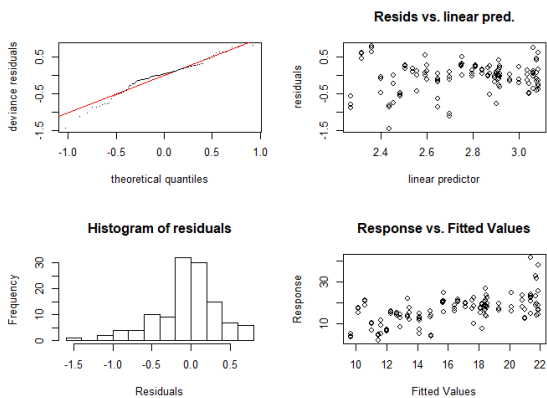 Resids vs. linear pred.
deviance residuals
-1.5 -0.5 0.5
-1.0 -0.5 0.0 0.5 1.0
theoretical quantiles
residuals
-1.5 -0.5 0.5
2.4 2.6 2.8 3.0
linear predictor
Histogram of residuals
Response vs. Fitted Values
Frequency
0 10 20 30
-1.5 -1.0 -0.5 0.0 0.5
Residuals
Response
10 30
10 12 14 16 18 20 22
Fitted Values